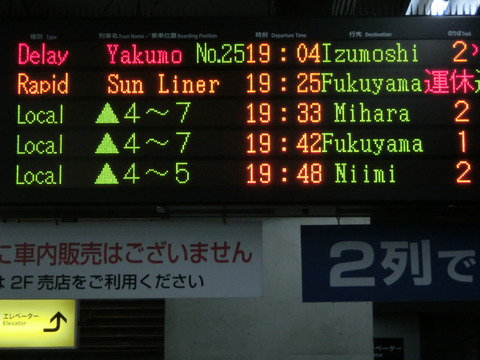 種別 Type 列車名/乗車位置 Train Name/Boarding Position 時刻 Departure Time 行先 Destination のりば
Delay Yakumo No.25 19:04 Izumoshi 2
Rapid Sun Liner 19:25 Fukuyama 運休
Local ▲4～7 19:33 Mihara 2
Local ▲4～7 19:42 Fukuyama 1
Local ▲4～5 19:48 Niimi 2
に車内販売はございません
は2F売店をご利用ください
2列で
エレベーター
Elevator